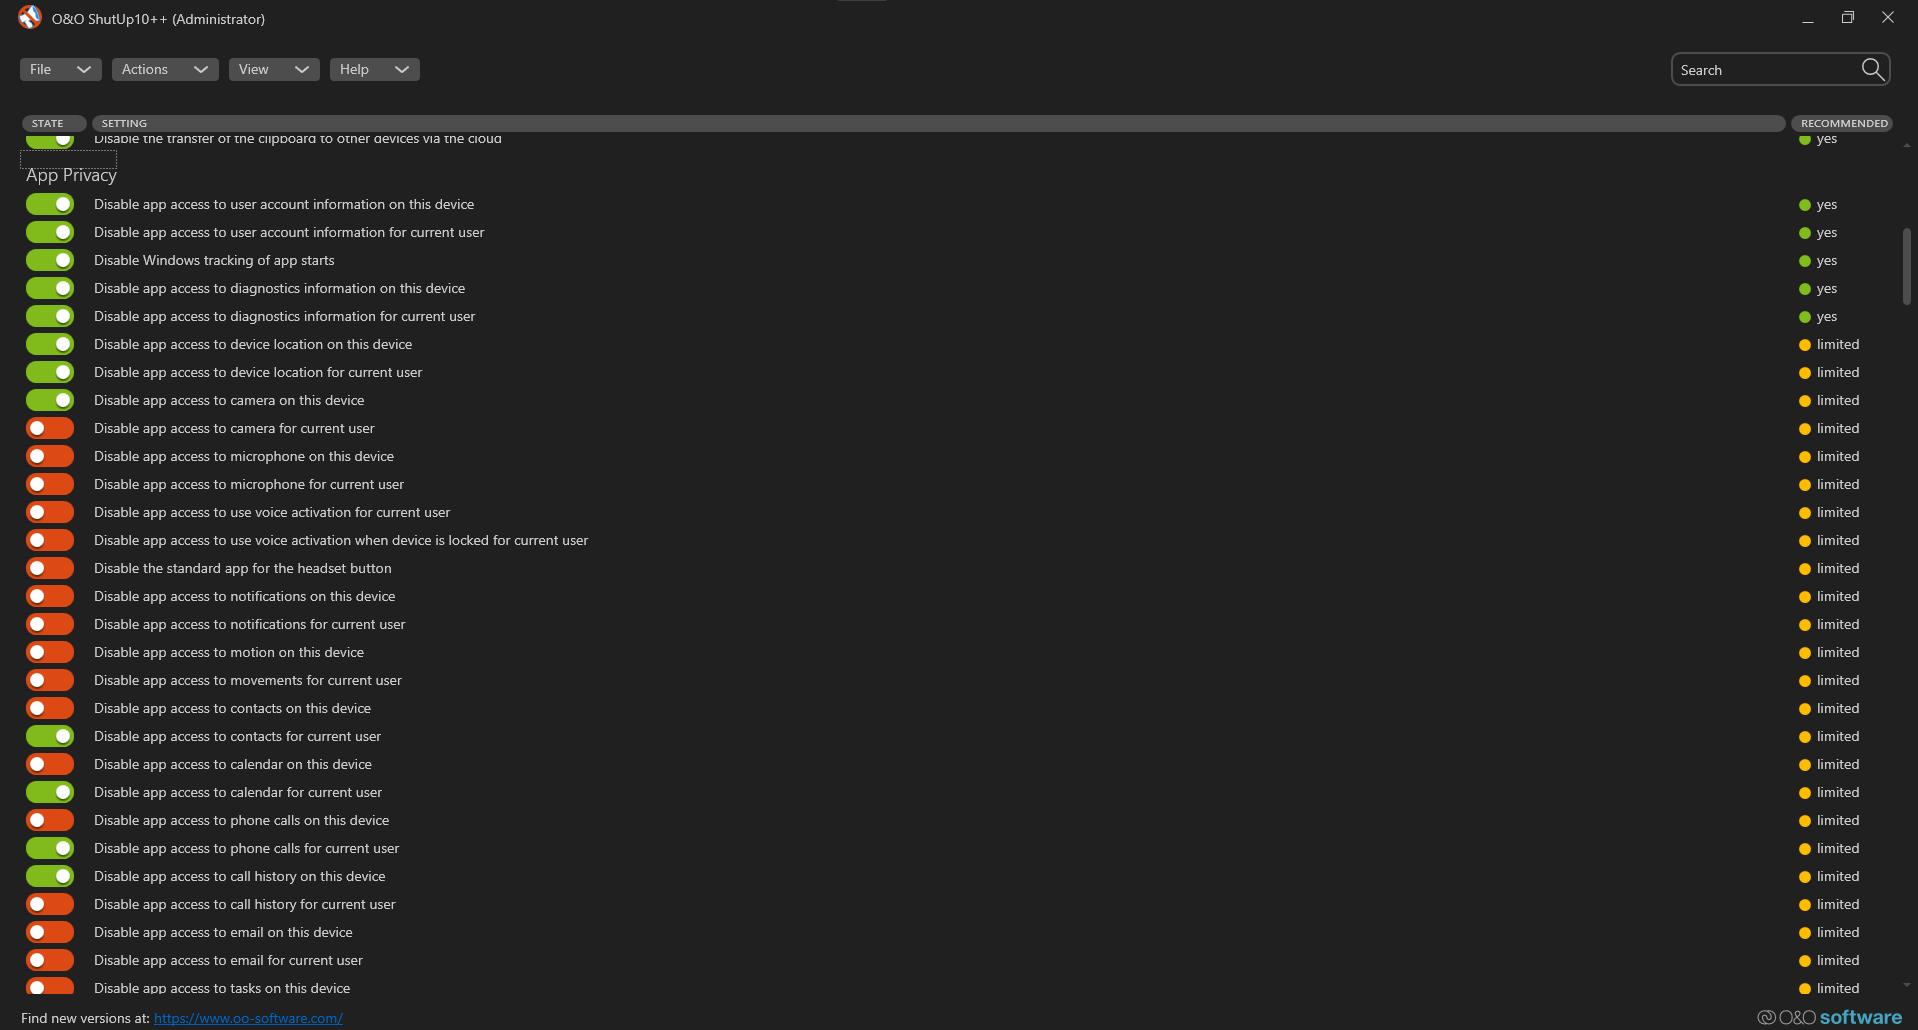 O&O ShutUp10++ (Administrator)
File Actions View Help Search
STATE SETTING RECOMMENDED
Disable the transfer of the clipboard to other devices via the cloud yes
App Privacy
Disable app access to user account information on this device yes
Disable app access to user account information for current user yes
Disable Windows tracking of app starts yes
Disable app access to diagnostics information on this device yes
Disable app access to diagnostics information for current user yes
Disable app access to device location on this device limited
Disable app access to device location for current user limited
Disable app access to camera on this device limited
Disable app access to camera for current user limited
Disable app access to microphone on this device limited
Disable app access to microphone for current user limited
Disable app access to use voice activation for current user limited
Disable app access to use voice activation when device is locked for current user limited
Disable the standard app for the headset button limited
Disable app access to notifications on this device limited
Disable app access to notifications for current user limited
Disable app access to motion on this device limited
Disable app access to movements for current user limited
Disable app access to contacts on this device limited
Disable app access to contacts for current user limited
Disable app access to calendar on this device limited
Disable app access to calendar for current user limited
Disable app access to phone calls on this device limited
Disable app access to phone calls for current user limited
Disable app access to call history on this device limited
Disable app access to call history for current user limited
Disable app access to email on this device limited
Disable app access to email for current user limited
Disable app access to tasks on this device limited
Find new versions at: https://www.oo-software.com/ O&O software